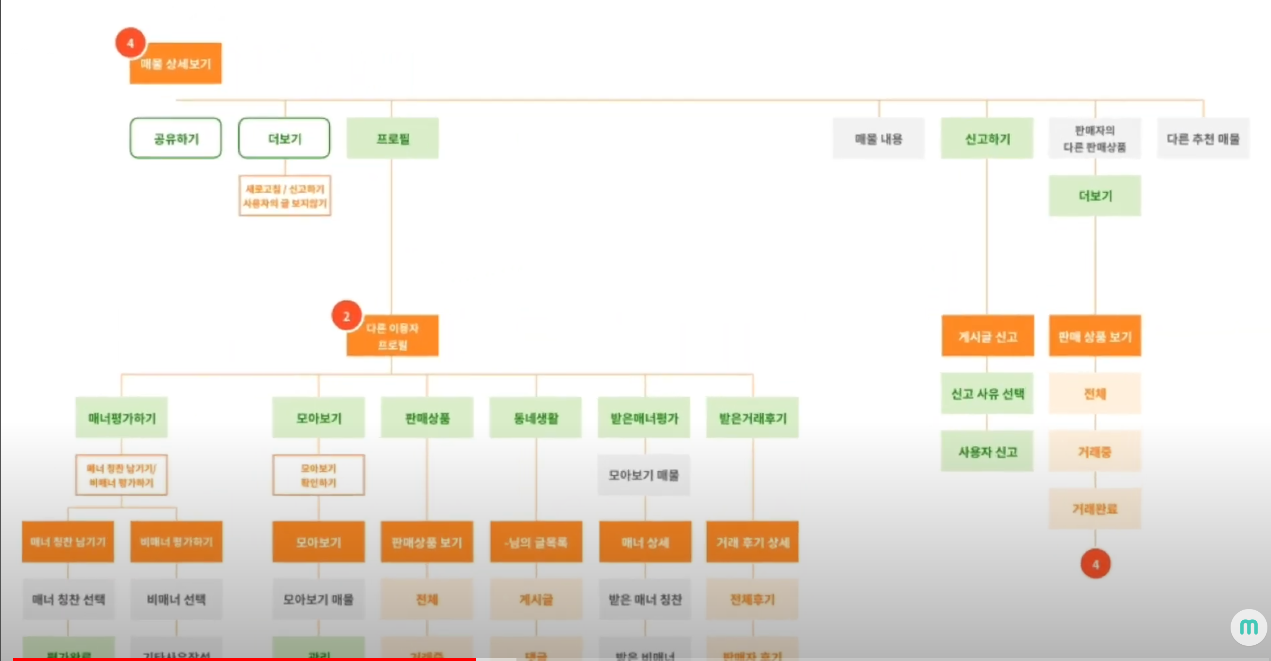 4
매물 상세보기
공유하기
더보기
프로필
매물 내용
신고하기
판매자의
다른 판매상품
다른 추천 매물
새로고침 / 신고하기
사용자의 글 보지않기
더보기
2
다른 이용자
프로필
게시글 신고
판매 상품 보기
신고 사유 선택
전체
매너평가하기
모아보기
판매상품
동네생활
받은매너평가
받은거래후기
사용자 신고
거래중
매너 칭찬 남기기/
비매너 평가하기
모아보기
확인하기
모아보기 매물
거래완료
매너 칭찬 남기기
비매너 평가하기
모아보기
판매상품 보기
-님의 글목록
매너 상세
거래 후기 상세
4
매너 칭찬 선택
비매너 선택
모아보기 매물
전체
게시글
받은 매너 칭찬
전체후기
평가완료
기타사유작성
관리
거래중
댓글
받은 비매너
판매자 후기
m